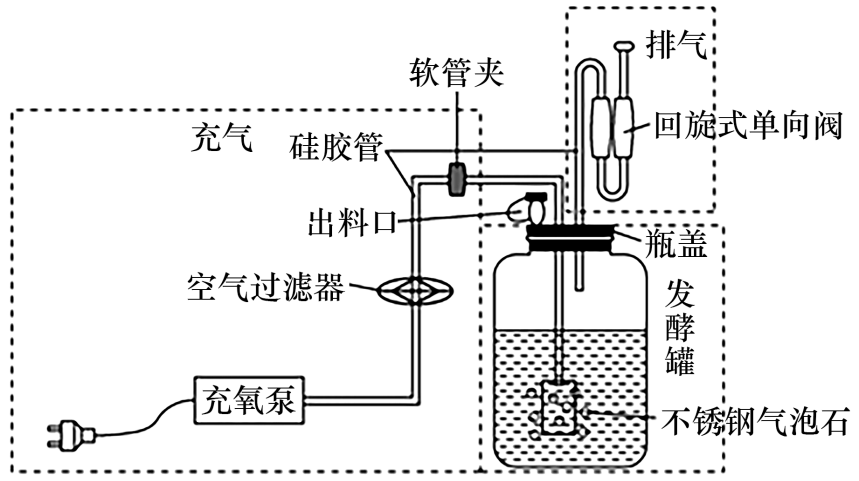 排气
软管夹
充气
硅胶管
回旋式单向阀
出料口
瓶盖
空气过滤器
发酵罐
充氧泵
不锈钢气泡石